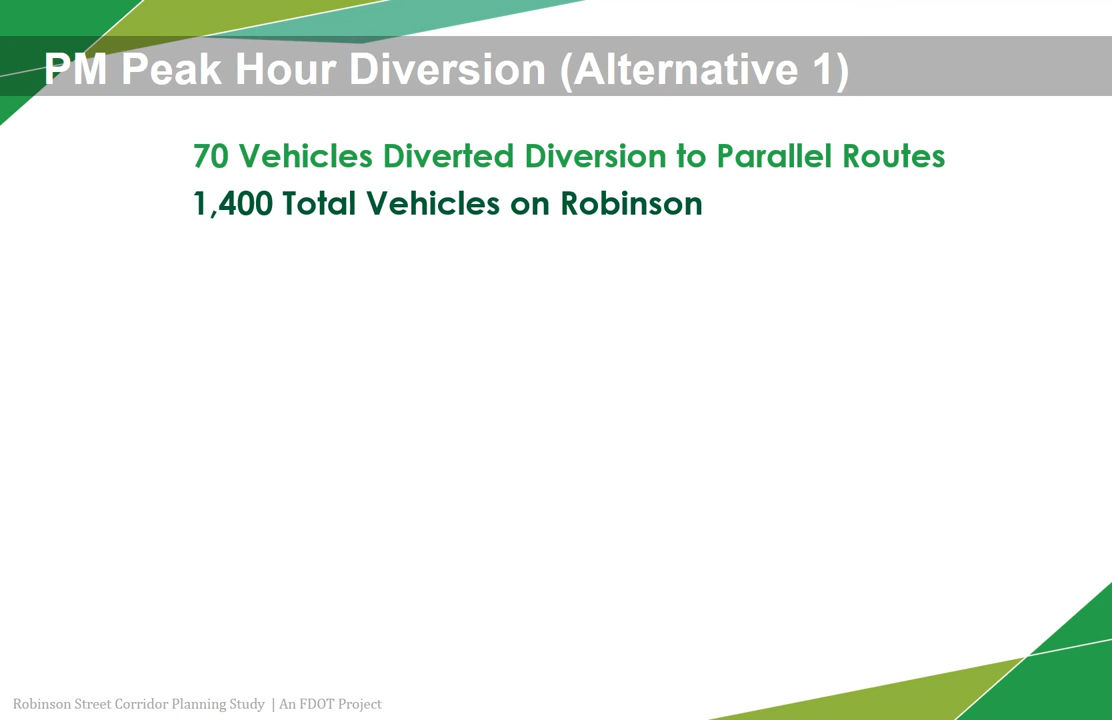 PM Peak Hour Diversion (Alternative 1)
70 Vehicles Diverted Diversion to Parallel Routes
1,400 Total Vehicles on Robinson
Robinson Street Corridor Planning Study | An FDOT Project